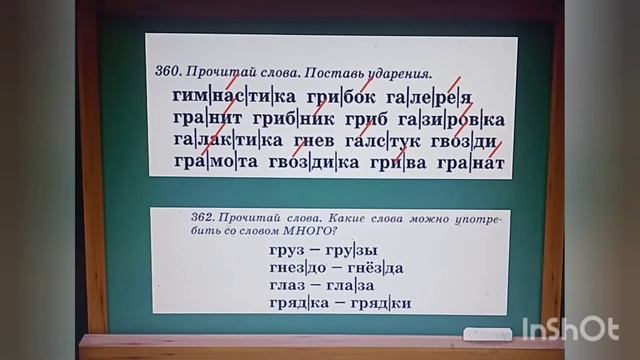 360. Прочитай слова. Поставь ударения.
гим|нас|ти|ка гри|бок га|ле|ре|я
гра|нит гриб|ник гриб га|зи|ров|ка
га|лак|ти|ка гнев галс|тук гвоз|ди
гра|мо|та гвоз|ди|ка гри|ва гра|нат
362. Прочитай слова. Какие слова можно употре-
бить со словом МНОГО?
груз – гру|зы
гнез|до – гнёз|да
глаз – гла|за
гряд|ка – гряд|ки
InShOt